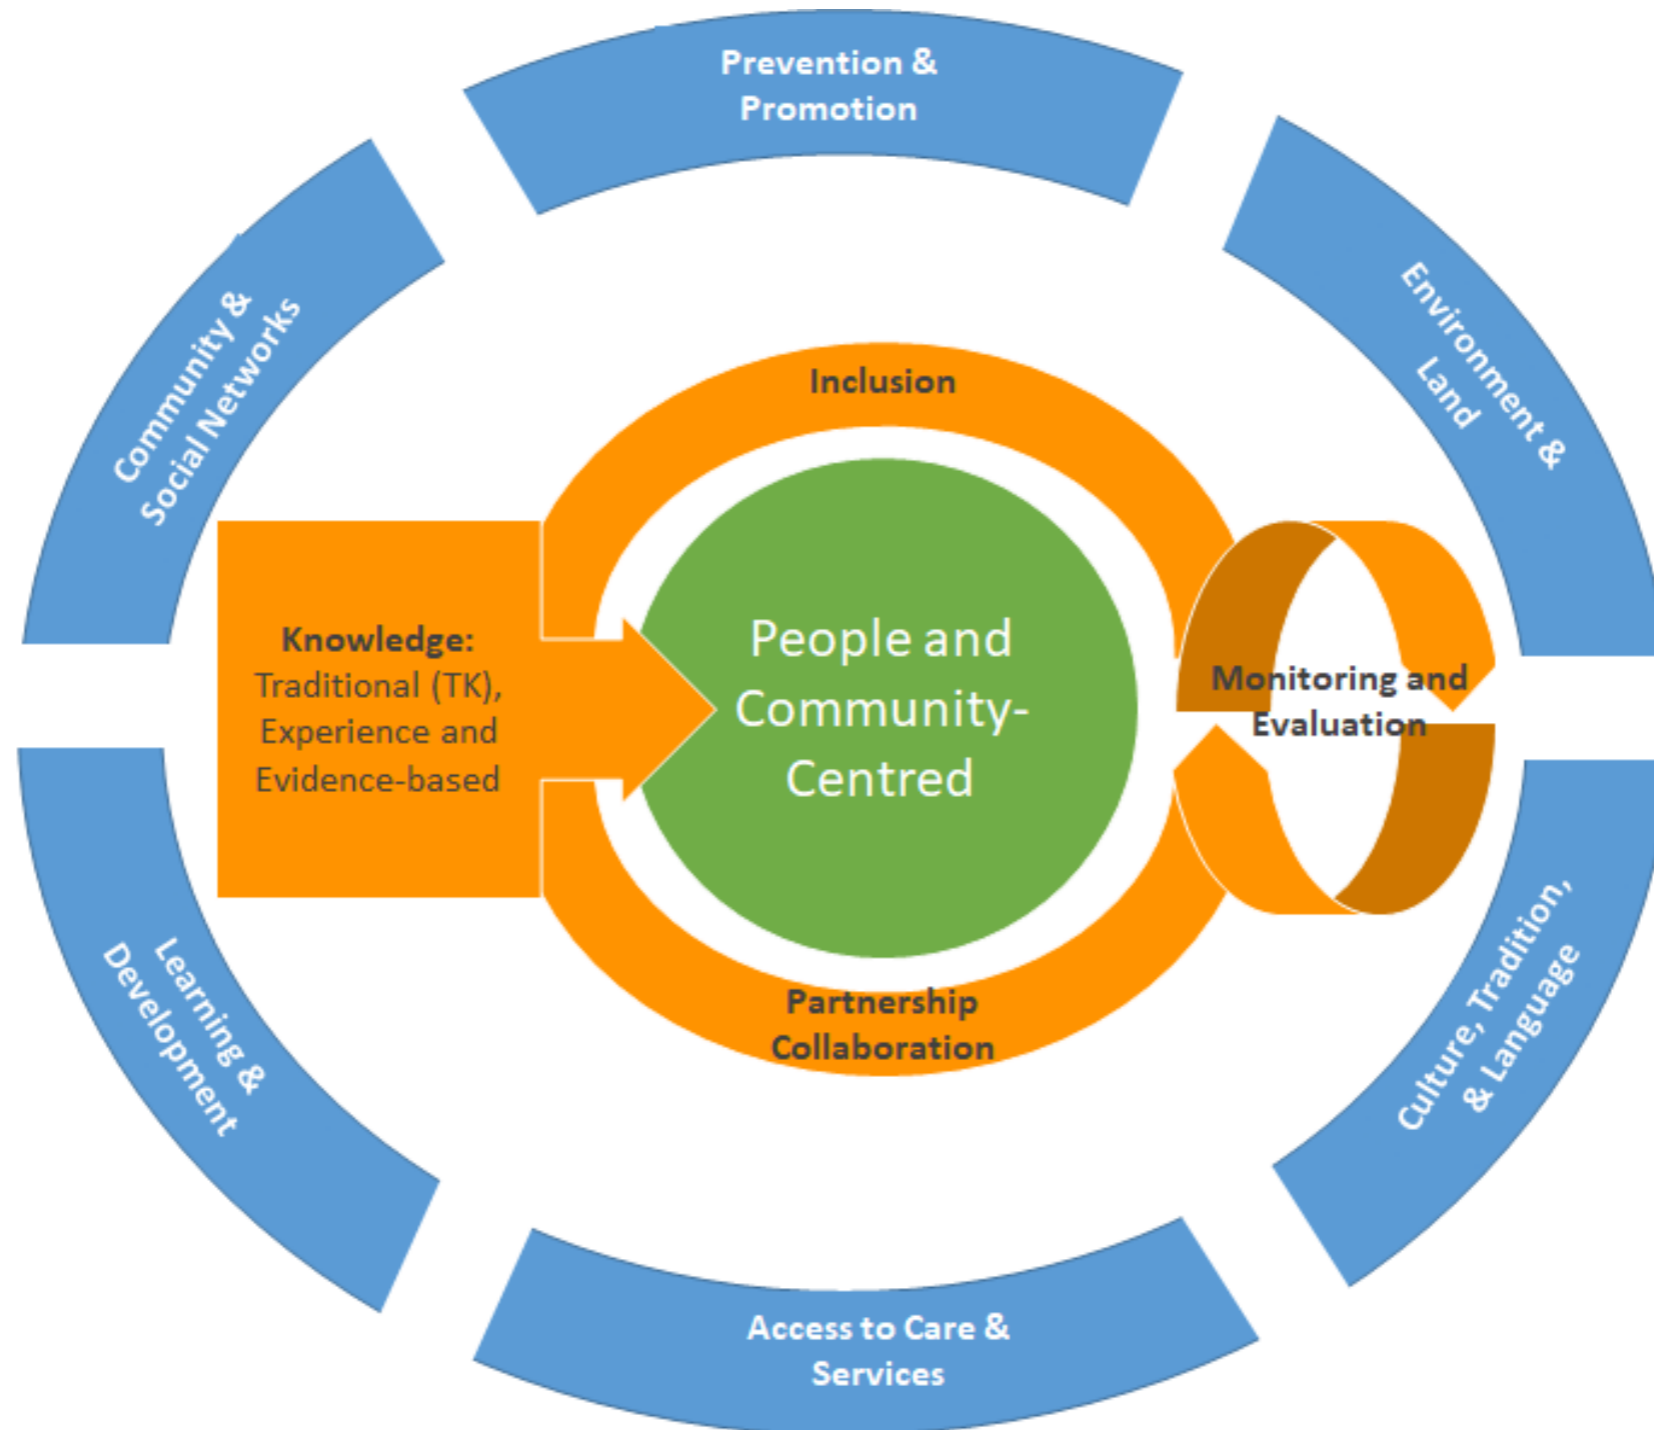 Prevention &
Promotion
Community &
Social Networks
Environment &
Land
Inclusion
Knowledge:
Traditional (TK),
Experience and
Evidence-based
People and
Community-
Centred
Monitoring and
Evaluation
Partnership
Collaboration
Learning &
Development
Culture, Tradition,
& Language
Access to Care &
Services